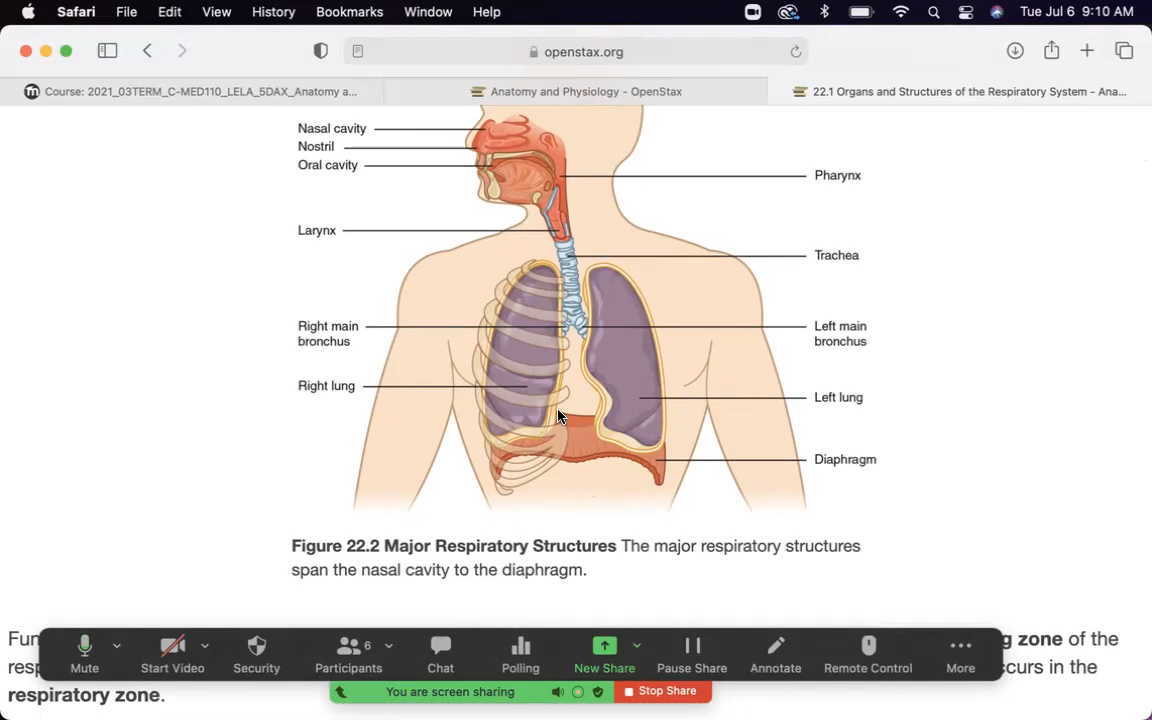 Safari File Edit View History Bookmarks Window Help Tue Jul 6 9:10 AM
openstax.org
Course: 2021_03TERM_C-MED110_LELA_5DAX_Anatomy a...
Anatomy and Physiology - OpenStax
22.1 Organs and Structures of the Respiratory System - Ana...
Nasal cavity
Nostril
Oral cavity
Pharynx
Larynx
Trachea
Right main
bronchus
Left main
bronchus
Right lung
Left lung
Diaphragm
Figure 22.2 Major Respiratory Structures The major respiratory structures
span the nasal cavity to the diaphragm.
g zone of the
occurs in the
respiratory zone.
Mute Start Video Security Participants 6 Chat Polling New Share Pause Share Annotate Remote Control More
You are screen sharing Stop Share